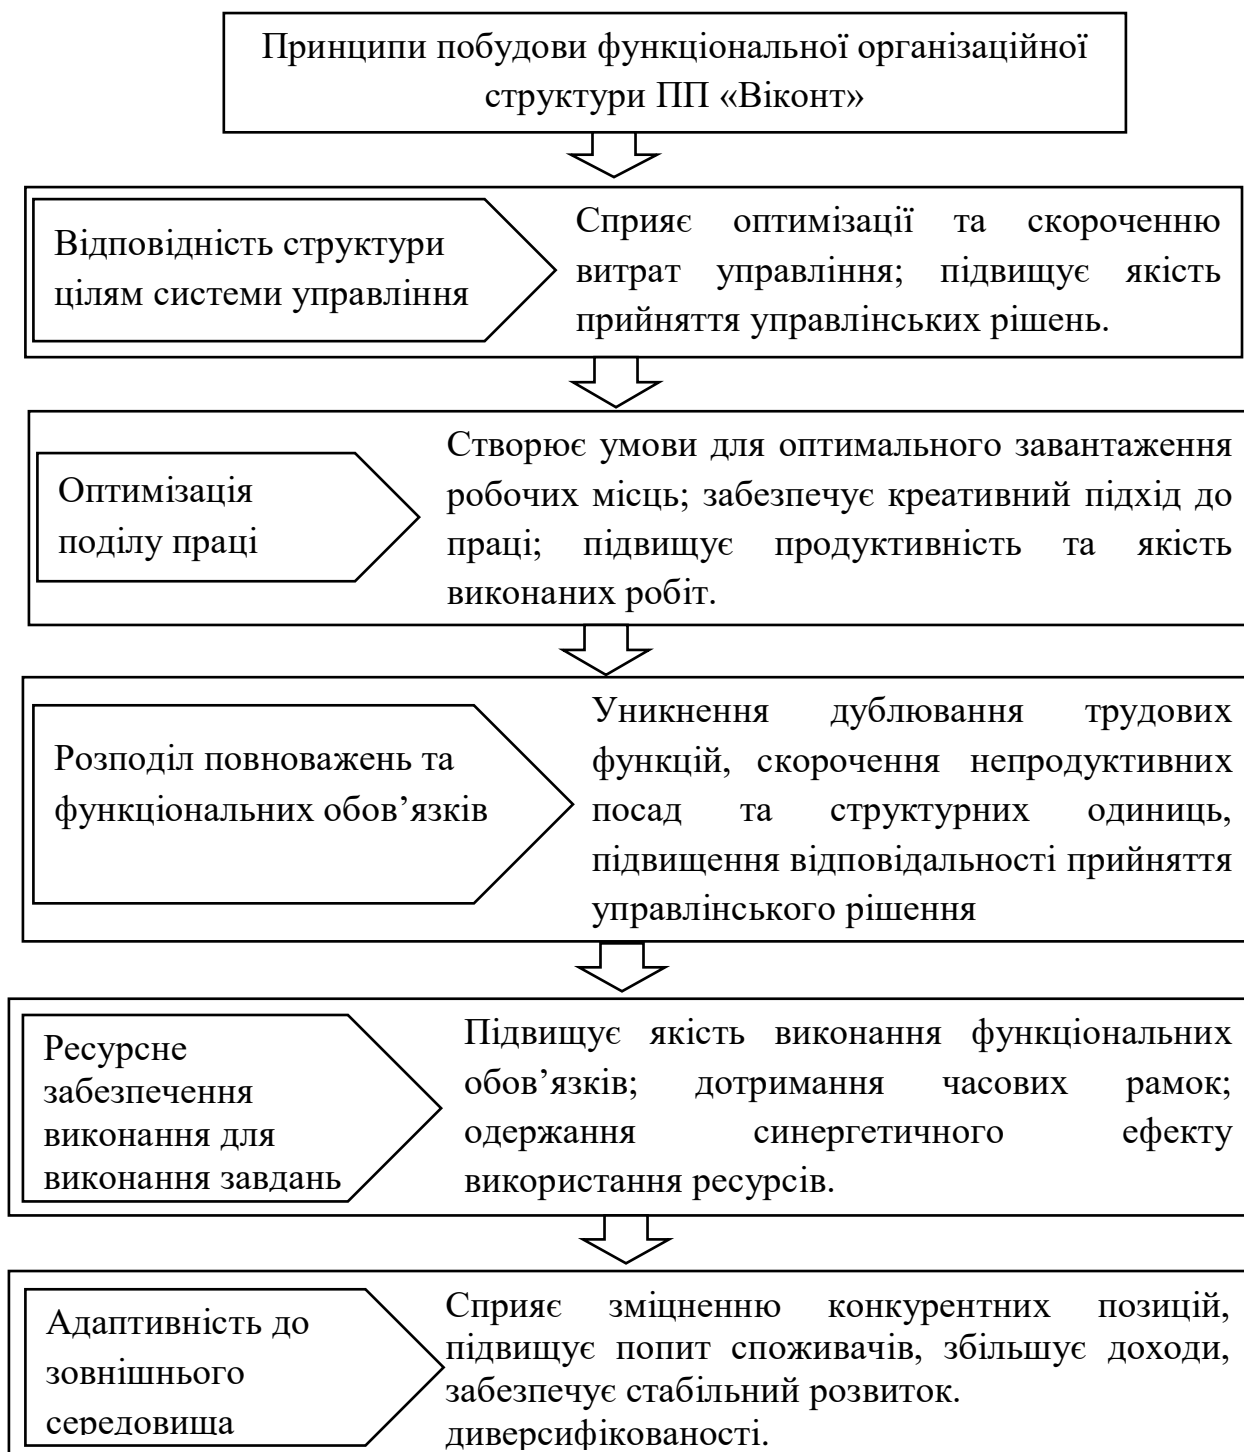 Принципи побудови функціональної організаційної
структури ПП «Віконт»
Відповідність структури
цілям системи управління
Сприяє оптимізації та скороченню
витрат управління; підвищує якість
прийняття управлінських рішень.
Оптимізація
поділу праці
Створює умови для оптимального завантаження
робочих місць; забезпечує креативний підхід до
праці; підвищує продуктивність та якість
виконаних робіт.
Розподіл повноважень та
функціональних обов’язків
Уникнення дублювання трудових
функцій, скорочення непродуктивних
посад та структурних одиниць,
підвищення відповідальності прийняття
управлінського рішення
Ресурсне
забезпечення
виконання для
виконання завдань
Підвищує якість виконання функціональних
обов’язків; дотримання часових рамок;
одержання синергетичного ефекту
використання ресурсів.
Адаптивність до
зовнішнього
середовища
Сприяє зміцненню конкурентних позицій,
підвищує попит споживачів, збільшує доходи,
забезпечує стабільний розвиток.
диверсифікованості.